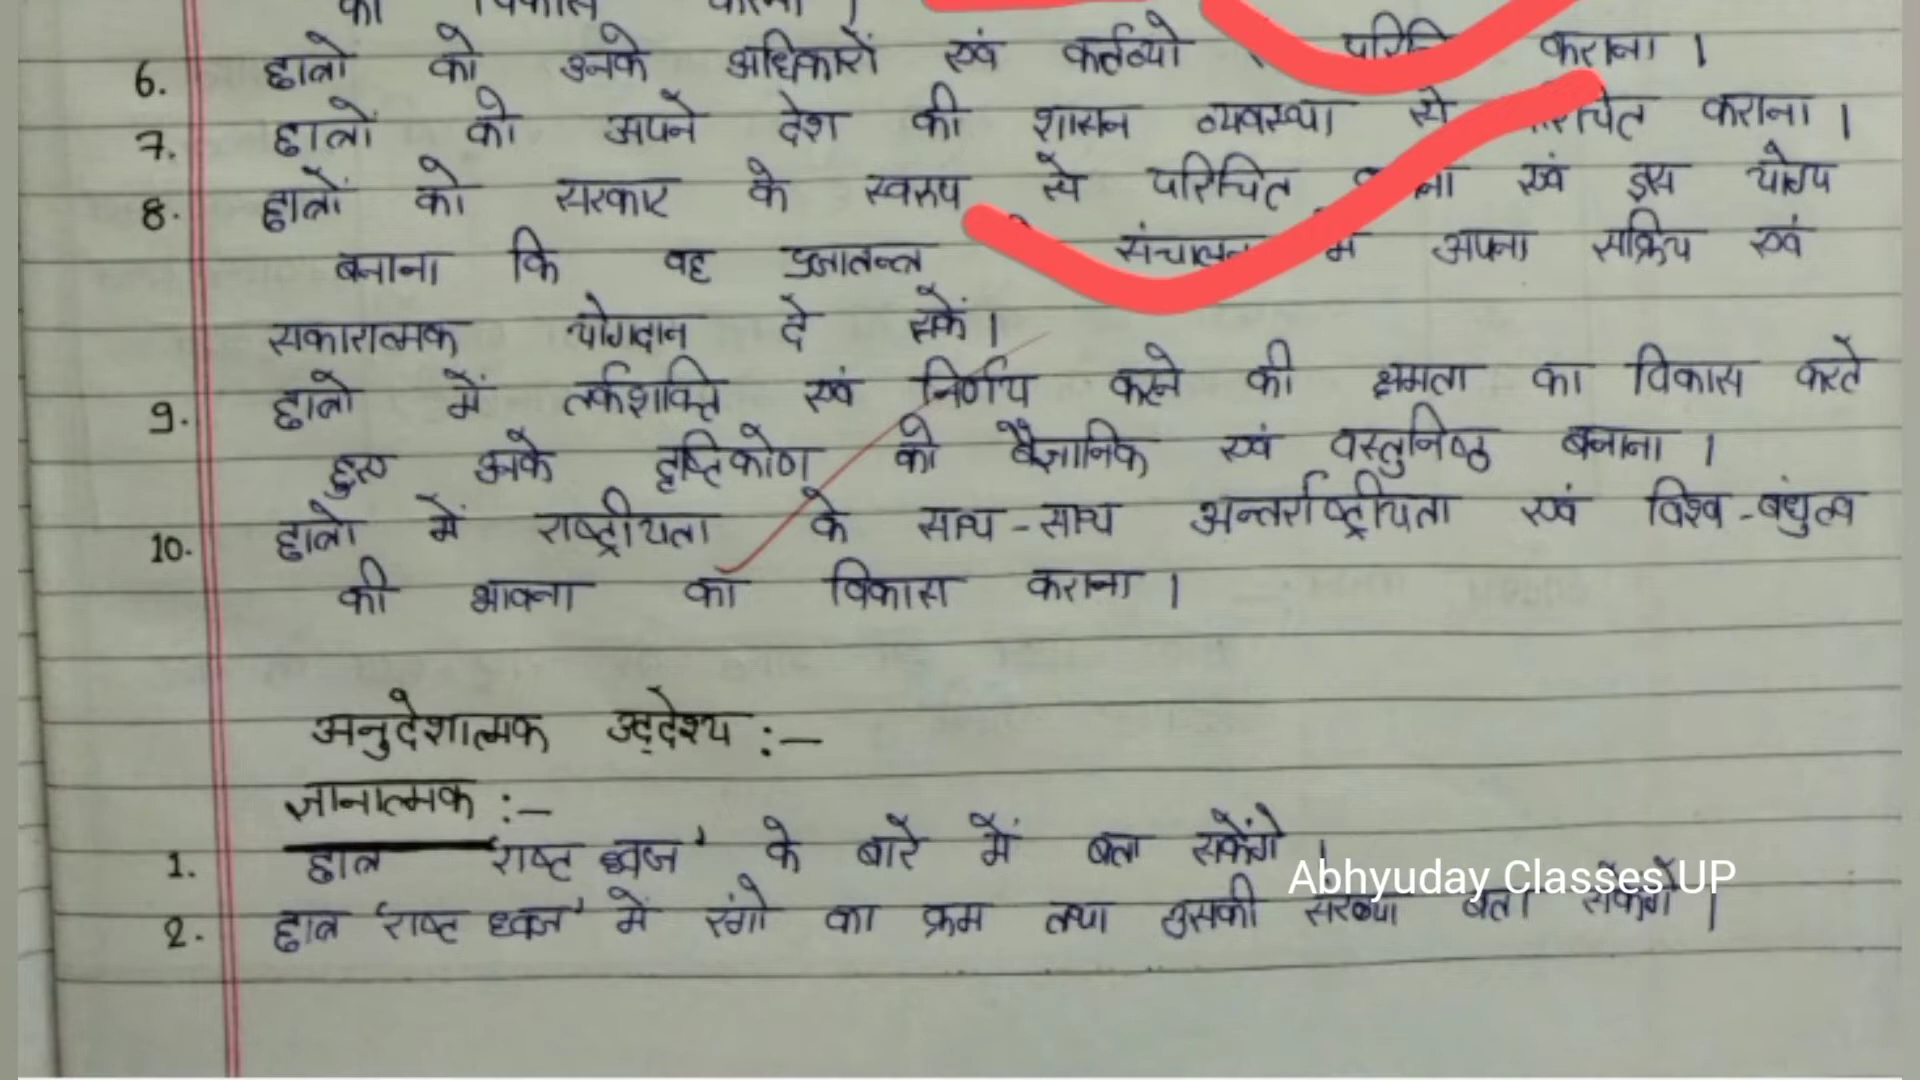 का विकास करना।
6. छात्रों को उनके अधिकारों एवं कर्तव्यो कराना।
7. छात्रों को अपने देश की शासन व्यवस्था से कराना।
8. छात्रों को सरकार के स्वरुप से परिचित एवं इस योग्य
बनाना कि वह प्रजातन्त्र संचालन में अपना सक्रिय एवं
सकारात्मक योगदान दे सकें।
9. छात्रो में तर्कशक्ति एवं निर्णय करने की क्षमता का विकास करते
हुए उनके दृष्टिकोण को वैज्ञानिक एवं वस्तुनिष्ठ बनाना।
10. छात्रो में राष्ट्रीयता के साथ-साथ अन्तर्राष्ट्रीयता एवं विश्व-बंधुत्व
की भावना का विकास कराना।
अनुदेशात्मक उद्देश्य :—
ज्ञानात्मक :—
1. छात्र 'राष्ट ध्वज' के बारे में बता सकेंगे।
2. छात्र 'राष्ट ध्वज' में रंगो का क्रम तथा उसकी संख्या बता सकेंगे।
Abhyuday Classes UP